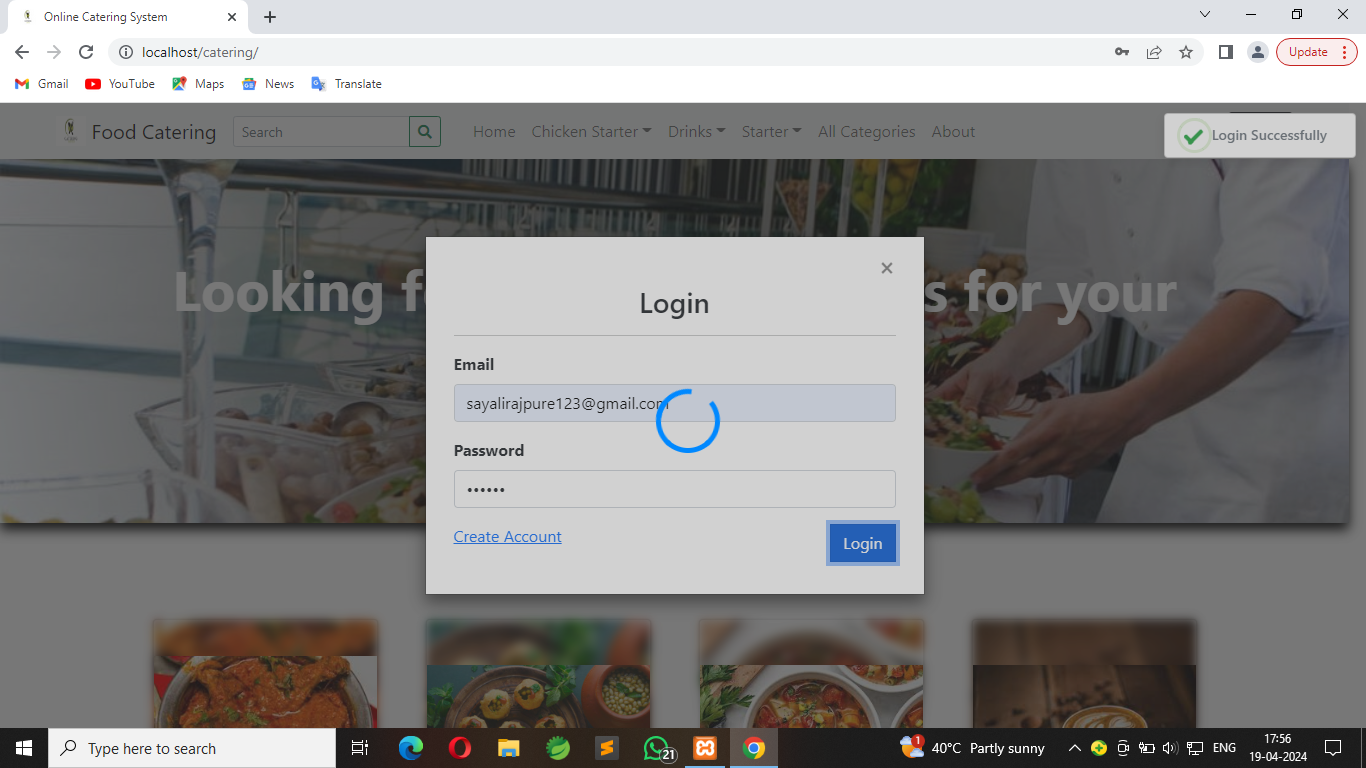 Online Catering System
localhost/catering/
Update
Gmail
YouTube
Maps
News
Translate
Food Catering
Search
Home
Chicken Starter
Drinks
Starter
All Categories
About
Login Successfully
Looking
s for your
Login
Email
sayalirajpure123@gmail.com
Password
Create Account
Login
Type here to search
21
1
40°C Partly sunny
ENG
17:56
19-04-2024